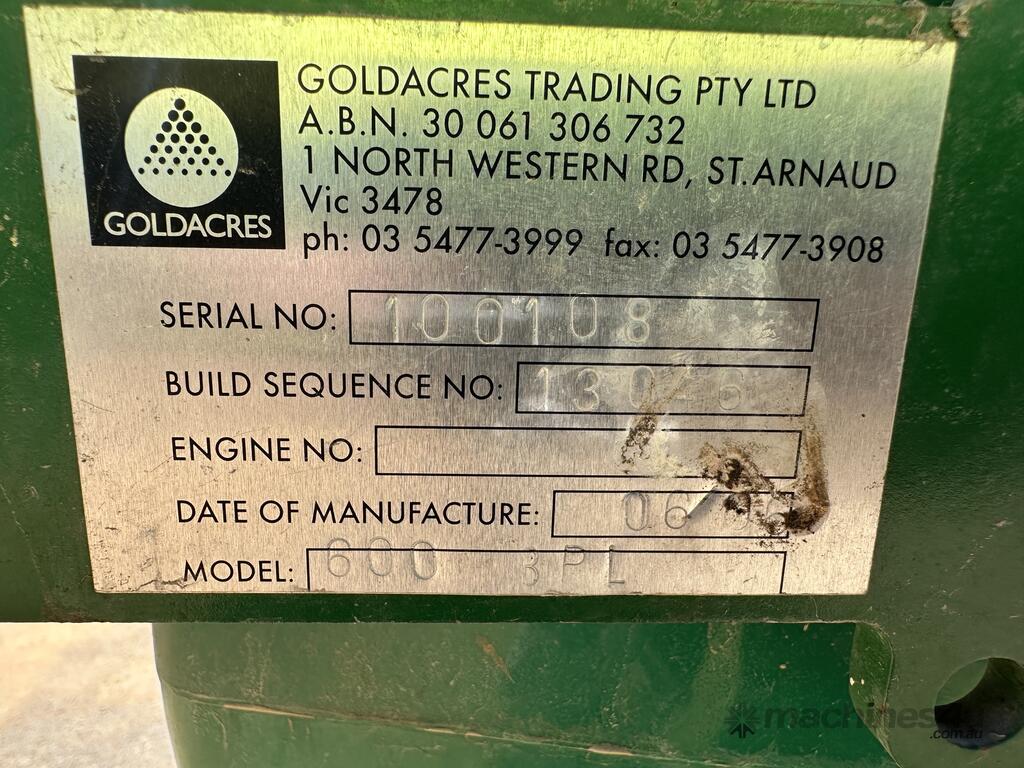 GOLDACRES
GOLDACRES TRADING PTY LTD
A.B.N. 30 061 306 732
1 NORTH WESTERN RD, ST.ARNAUD
Vic 3478
ph: 03 5477-3999 fax: 03 5477-3908
SERIAL NO: 100108
BUILD SEQUENCE NO:
ENGINE NO:
DATE OF MANUFACTURE:
MODEL: 600 3PL
.com.au